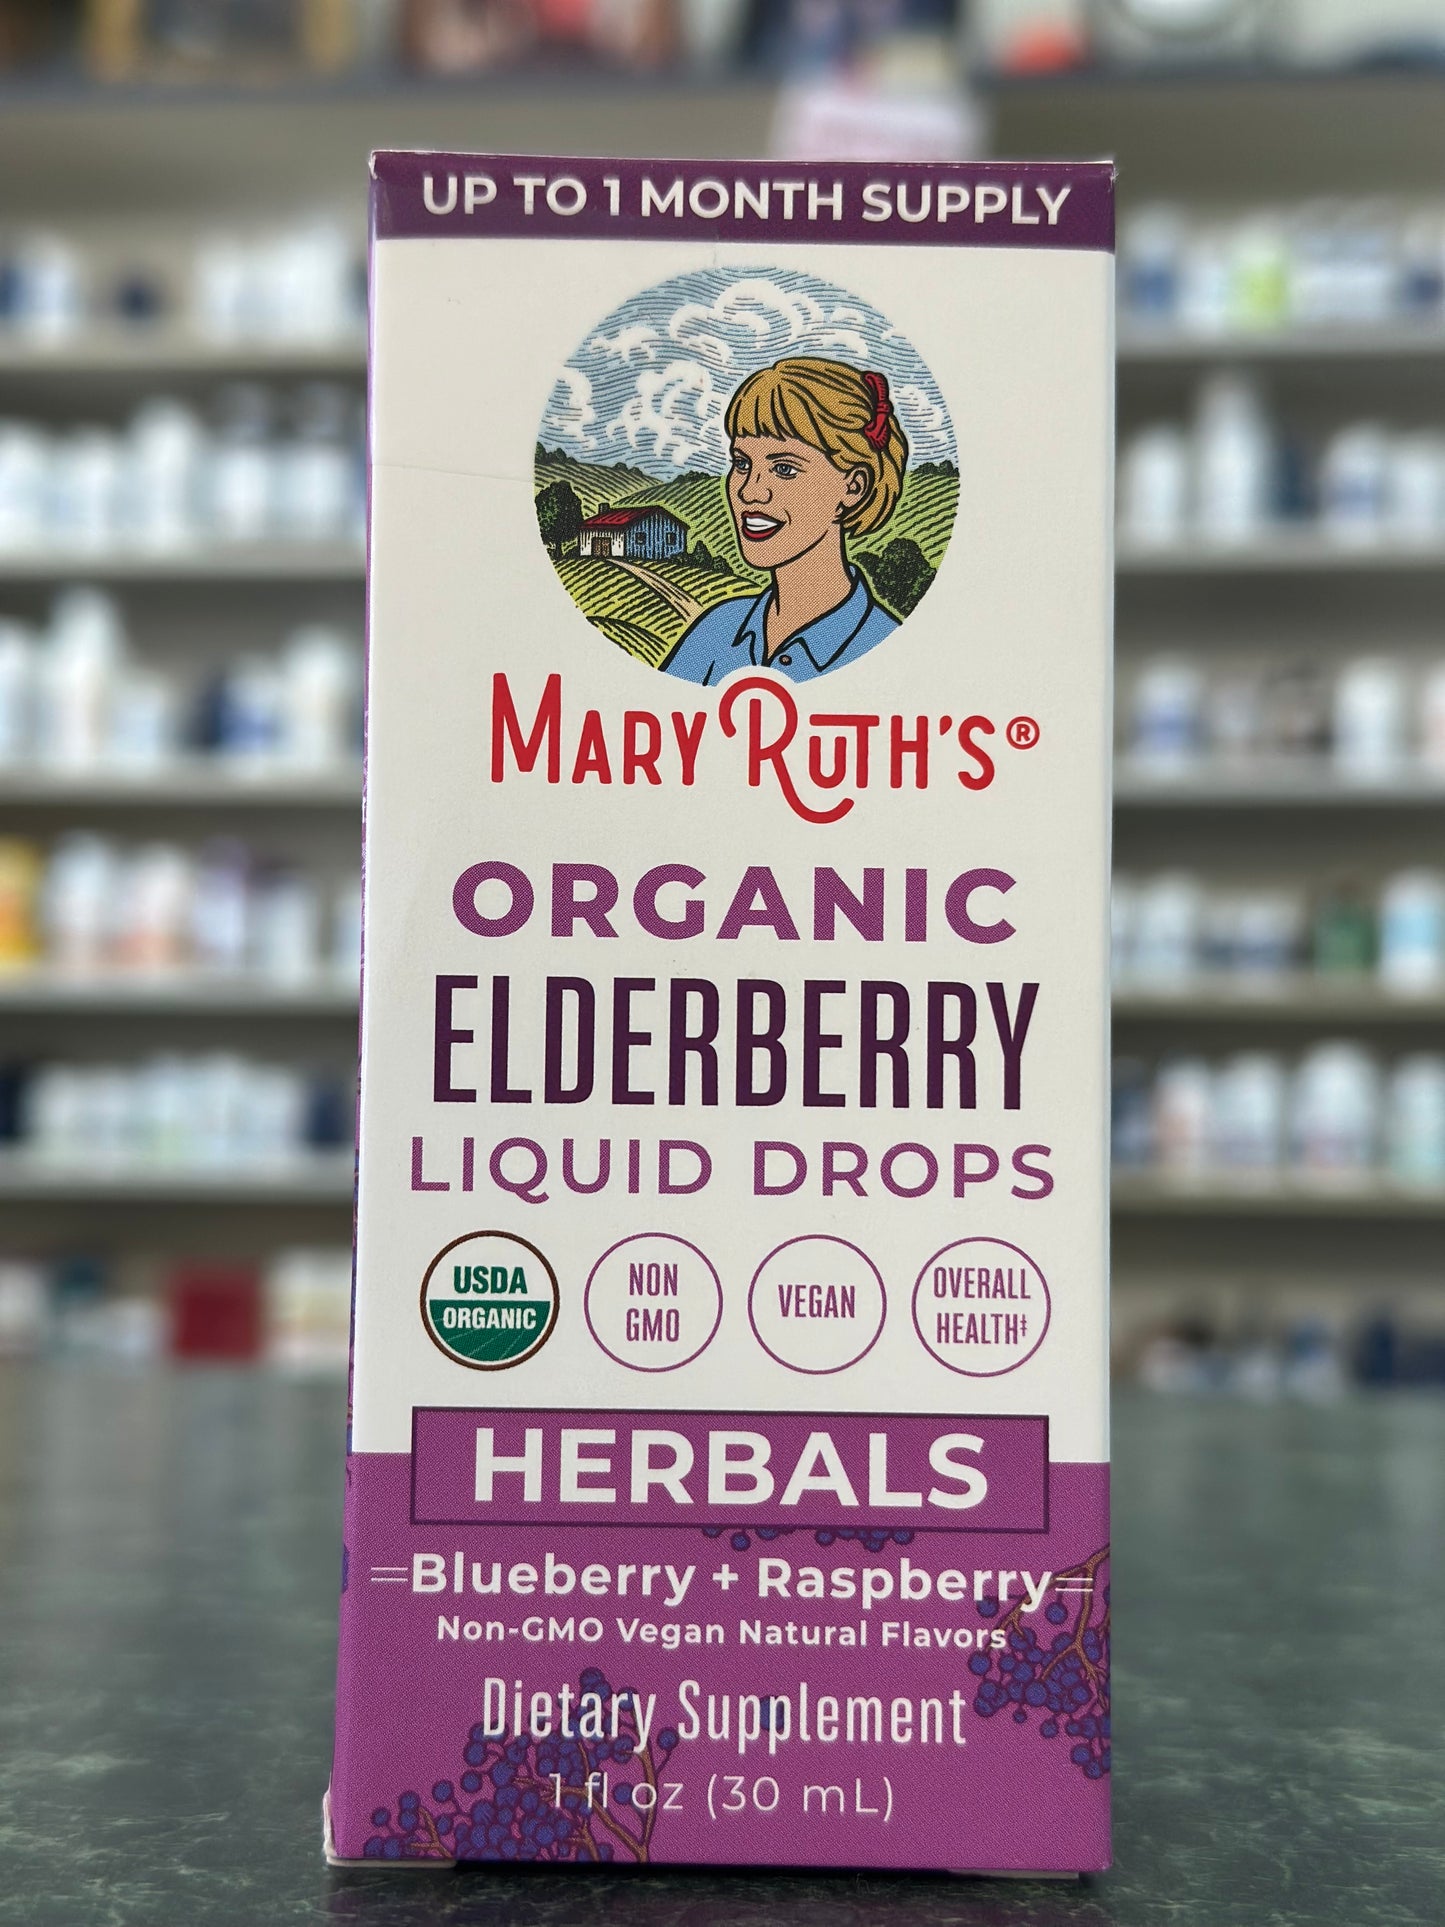 UP TO 1 MONTH SUPPLY
MARY RUTH'S®
ORGANIC
ELDERBERRY
LIQUID DROPS
USDA
ORGANIC
NON
GMO
VEGAN
OVERALL
HEALTH‡
HERBALS
Blueberry + Raspberry
Non-GMO Vegan Natural Flavors
Dietary Supplement
1 fl oz (30 mL)